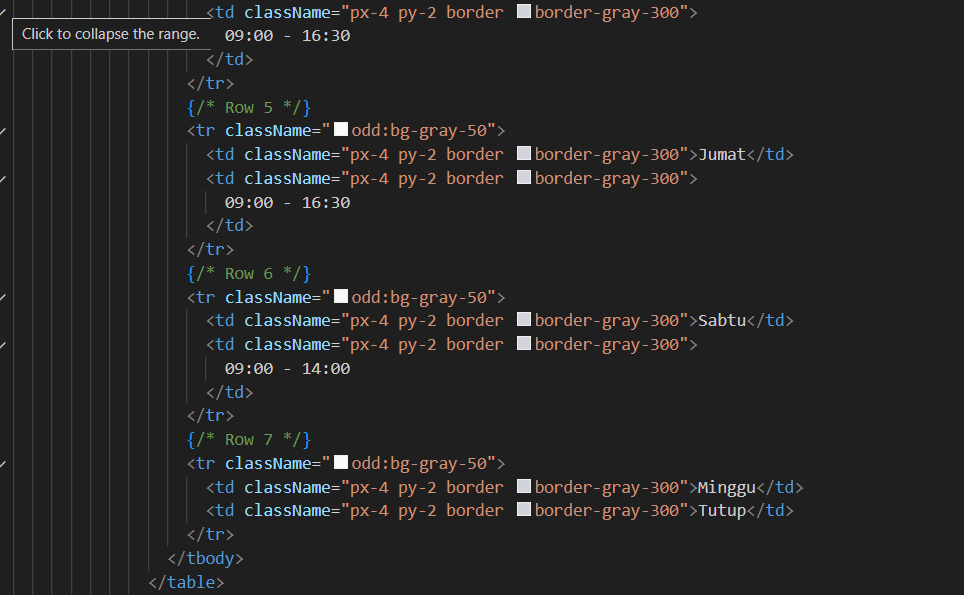 <td className="px-4 py-2 border border-gray-300">
Click to collapse the range.
09:00 - 16:30
</td>
</tr>
{/* Row 5 */}
<tr className="odd:bg-gray-50">
<td className="px-4 py-2 border border-gray-300">Jumat</td>
<td className="px-4 py-2 border border-gray-300">
09:00 - 16:30
</td>
</tr>
{/* Row 6 */}
<tr className="odd:bg-gray-50">
<td className="px-4 py-2 border border-gray-300">Sabtu</td>
<td className="px-4 py-2 border border-gray-300">
09:00 - 14:00
</td>
</tr>
{/* Row 7 */}
<tr className="odd:bg-gray-50">
<td className="px-4 py-2 border border-gray-300">Minggu</td>
<td className="px-4 py-2 border border-gray-300">Tutup</td>
</tr>
</tbody>
</table>